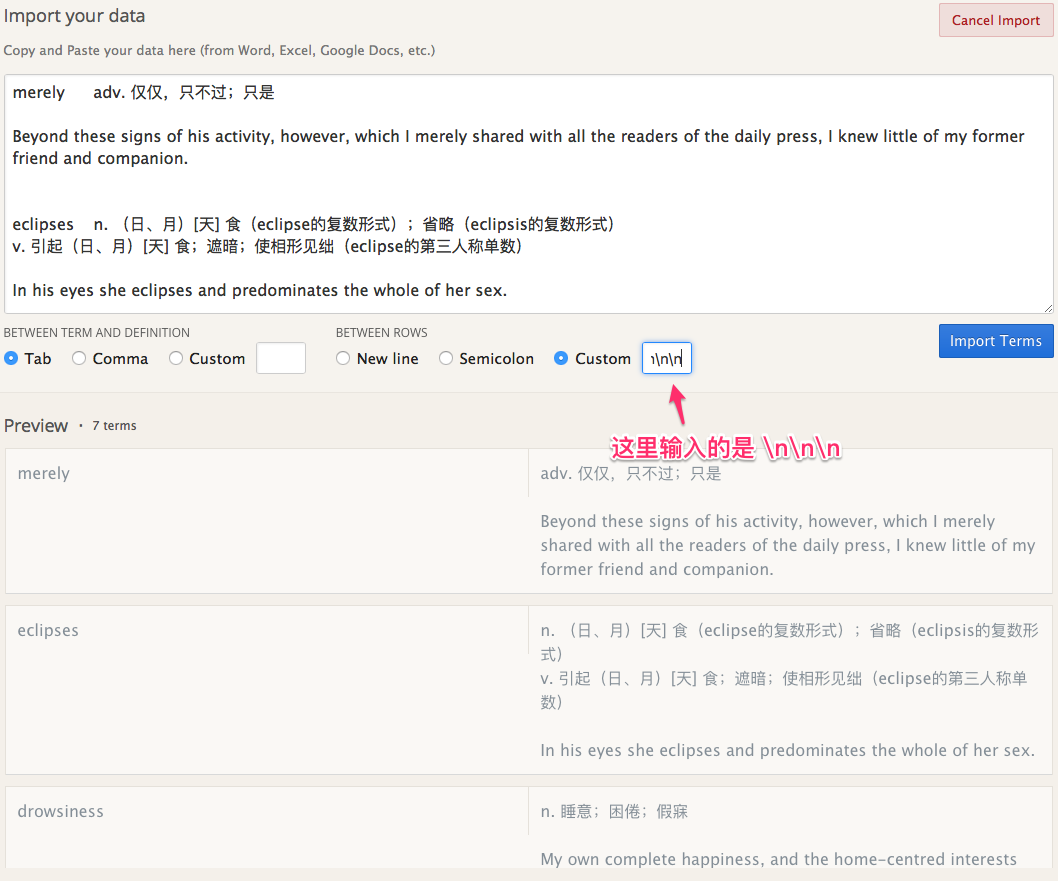 Import your data
Cancel Import
Copy and Paste your data here (from Word, Excel, Google Docs, etc.)
merely adv. 仅仅，只不过；只是
Beyond these signs of his activity, however, which I merely shared with all the readers of the daily press, I knew little of my former
friend and companion.
eclipses n. （日、月）[天] 食（eclipse的复数形式）；省略（eclipsis的复数形式）
v. 引起（日、月）[天] 食；遮暗；使相形见绌（eclipse的第三人称单数）
In his eyes she eclipses and predominates the whole of her sex.
BETWEEN TERM AND DEFINITION
BETWEEN ROWS
Tab Comma Custom
New line Semicolon Custom \n\n
Import Terms
Preview · 7 terms
这里输入的是 \n\n\n
merely
adv. 仅仅，只不过；只是
Beyond these signs of his activity, however, which I merely
shared with all the readers of the daily press, I knew little of my
former friend and companion.
eclipses
n. （日、月）[天] 食（eclipse的复数形式）；省略（eclipsis的复数形
式）
v. 引起（日、月）[天] 食；遮暗；使相形见绌（eclipse的第三人称单
数）
In his eyes she eclipses and predominates the whole of her sex.
drowsiness
n. 睡意；困倦；假寐
My own complete happiness, and the home-centred interests